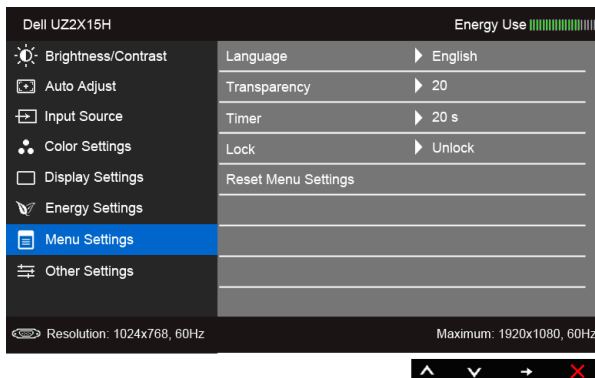 Dell UZ2X15H Energy Use
Brightness/Contrast Language English
Auto Adjust Transparency 20
Input Source Timer 20 s
Color Settings Lock Unlock
Display Settings Reset Menu Settings
Energy Settings
Menu Settings
Other Settings
Resolution: 1024x768, 60Hz Maximum: 1920x1080, 60Hz